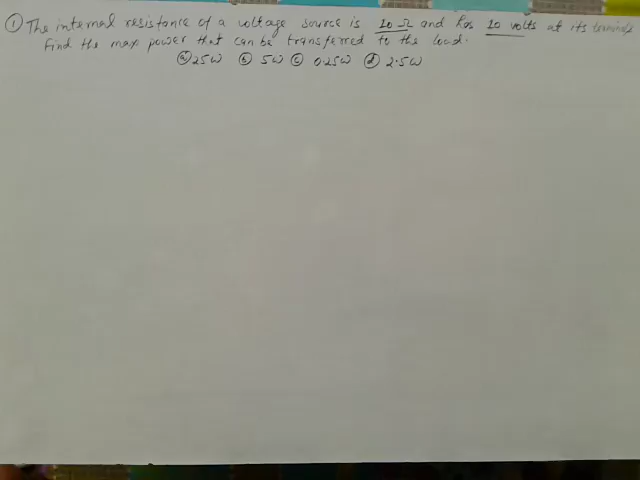 ① The internal resistance of a voltage source is 10 Ω and has 10 volts at its terminals
Find the max power that can be transferred to the load.
ⓐ 25W ⓑ 5W ⓒ 0.25W ⓓ 2.5W